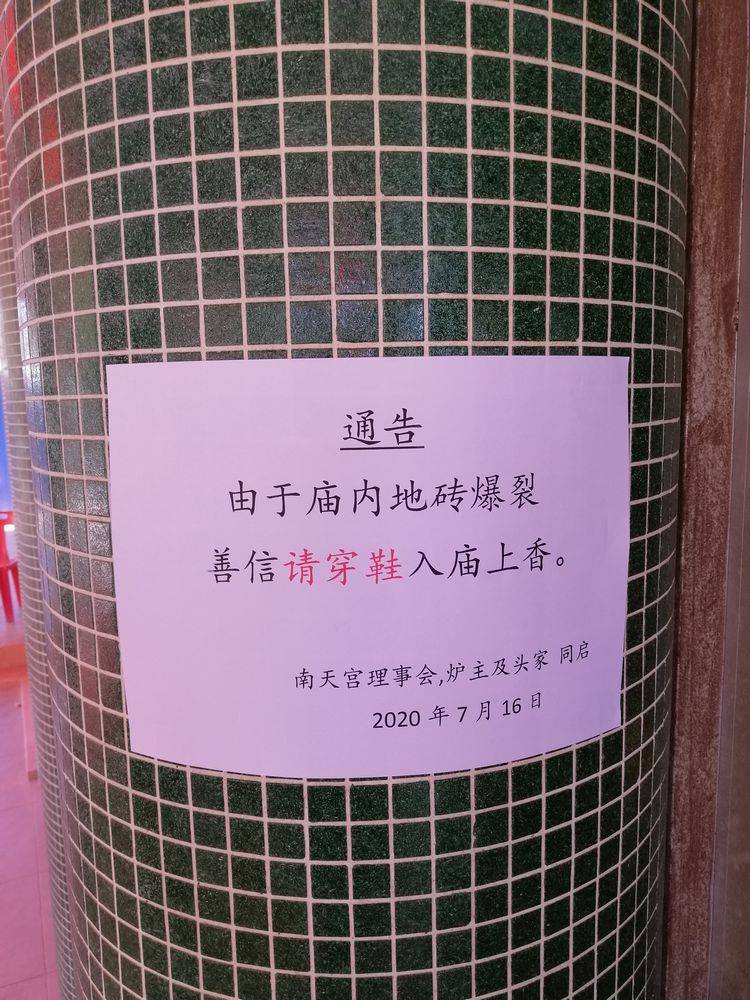 通告
由于庙内地砖爆裂
善信请穿鞋入庙上香。
南天宫理事会,炉主及头家 同启
2020 年 7 月 16 日